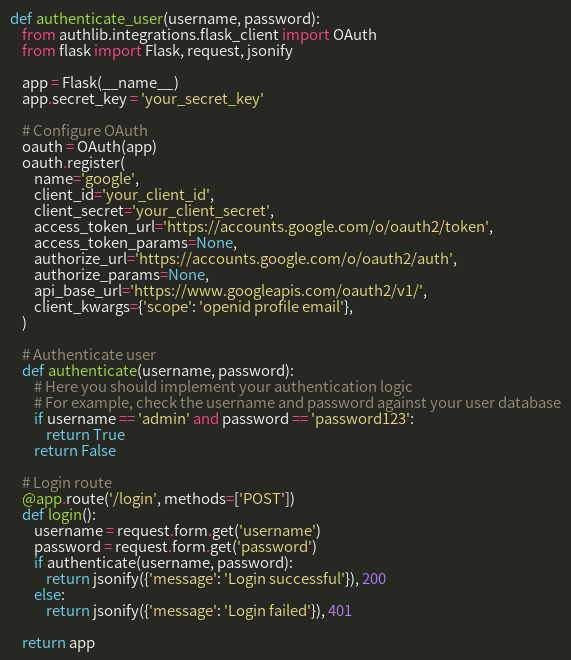 def authenticate_user(username, password):
    from authlib.integrations.flask_client import OAuth
    from flask import Flask, request, jsonify

    app = Flask(__name__)
    app.secret_key = 'your_secret_key'

    # Configure OAuth
    oauth = OAuth(app)
    oauth.register(
        name='google',
        client_id='your_client_id',
        client_secret='your_client_secret',
        access_token_url='https://accounts.google.com/o/oauth2/token',
        access_token_params=None,
        authorize_url='https://accounts.google.com/o/oauth2/auth',
        authorize_params=None,
        api_base_url='https://www.googleapis.com/oauth2/v1/',
        client_kwargs={'scope': 'openid profile email'},
    )

    # Authenticate user
    def authenticate(username, password):
        # Here you should implement your authentication logic
        # For example, check the username and password against your user database
        if username == 'admin' and password == 'password123':
            return True
        return False

    # Login route
    @app.route('/login', methods=['POST'])
    def login():
        username = request.form.get('username')
        password = request.form.get('password')
        if authenticate(username, password):
            return jsonify({'message': 'Login successful'}), 200
        else:
            return jsonify({'message': 'Login failed'}), 401

    return app